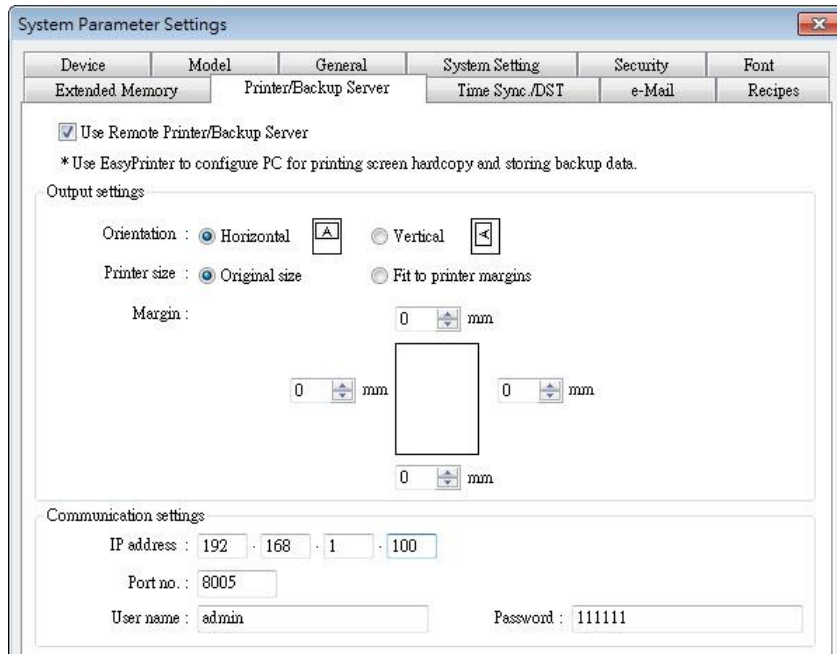 System Parameter Settings
Device Model General System Setting Security Font
Extended Memory Printer/Backup Server Time Sync./DST e-Mail Recipes
Use Remote Printer/Backup Server
* Use EasyPrinter to configure PC for printing screen hardcopy and storing backup data.
Output settings
Orientation : Horizontal A Vertical A
Printer size : Original size Fit to printer margins
Margin : 0 mm
0 mm 0 mm
0 mm
Communication settings
IP address : 192 . 168 . 1 . 100
Port no. : 8005
User name : admin Password : 111111